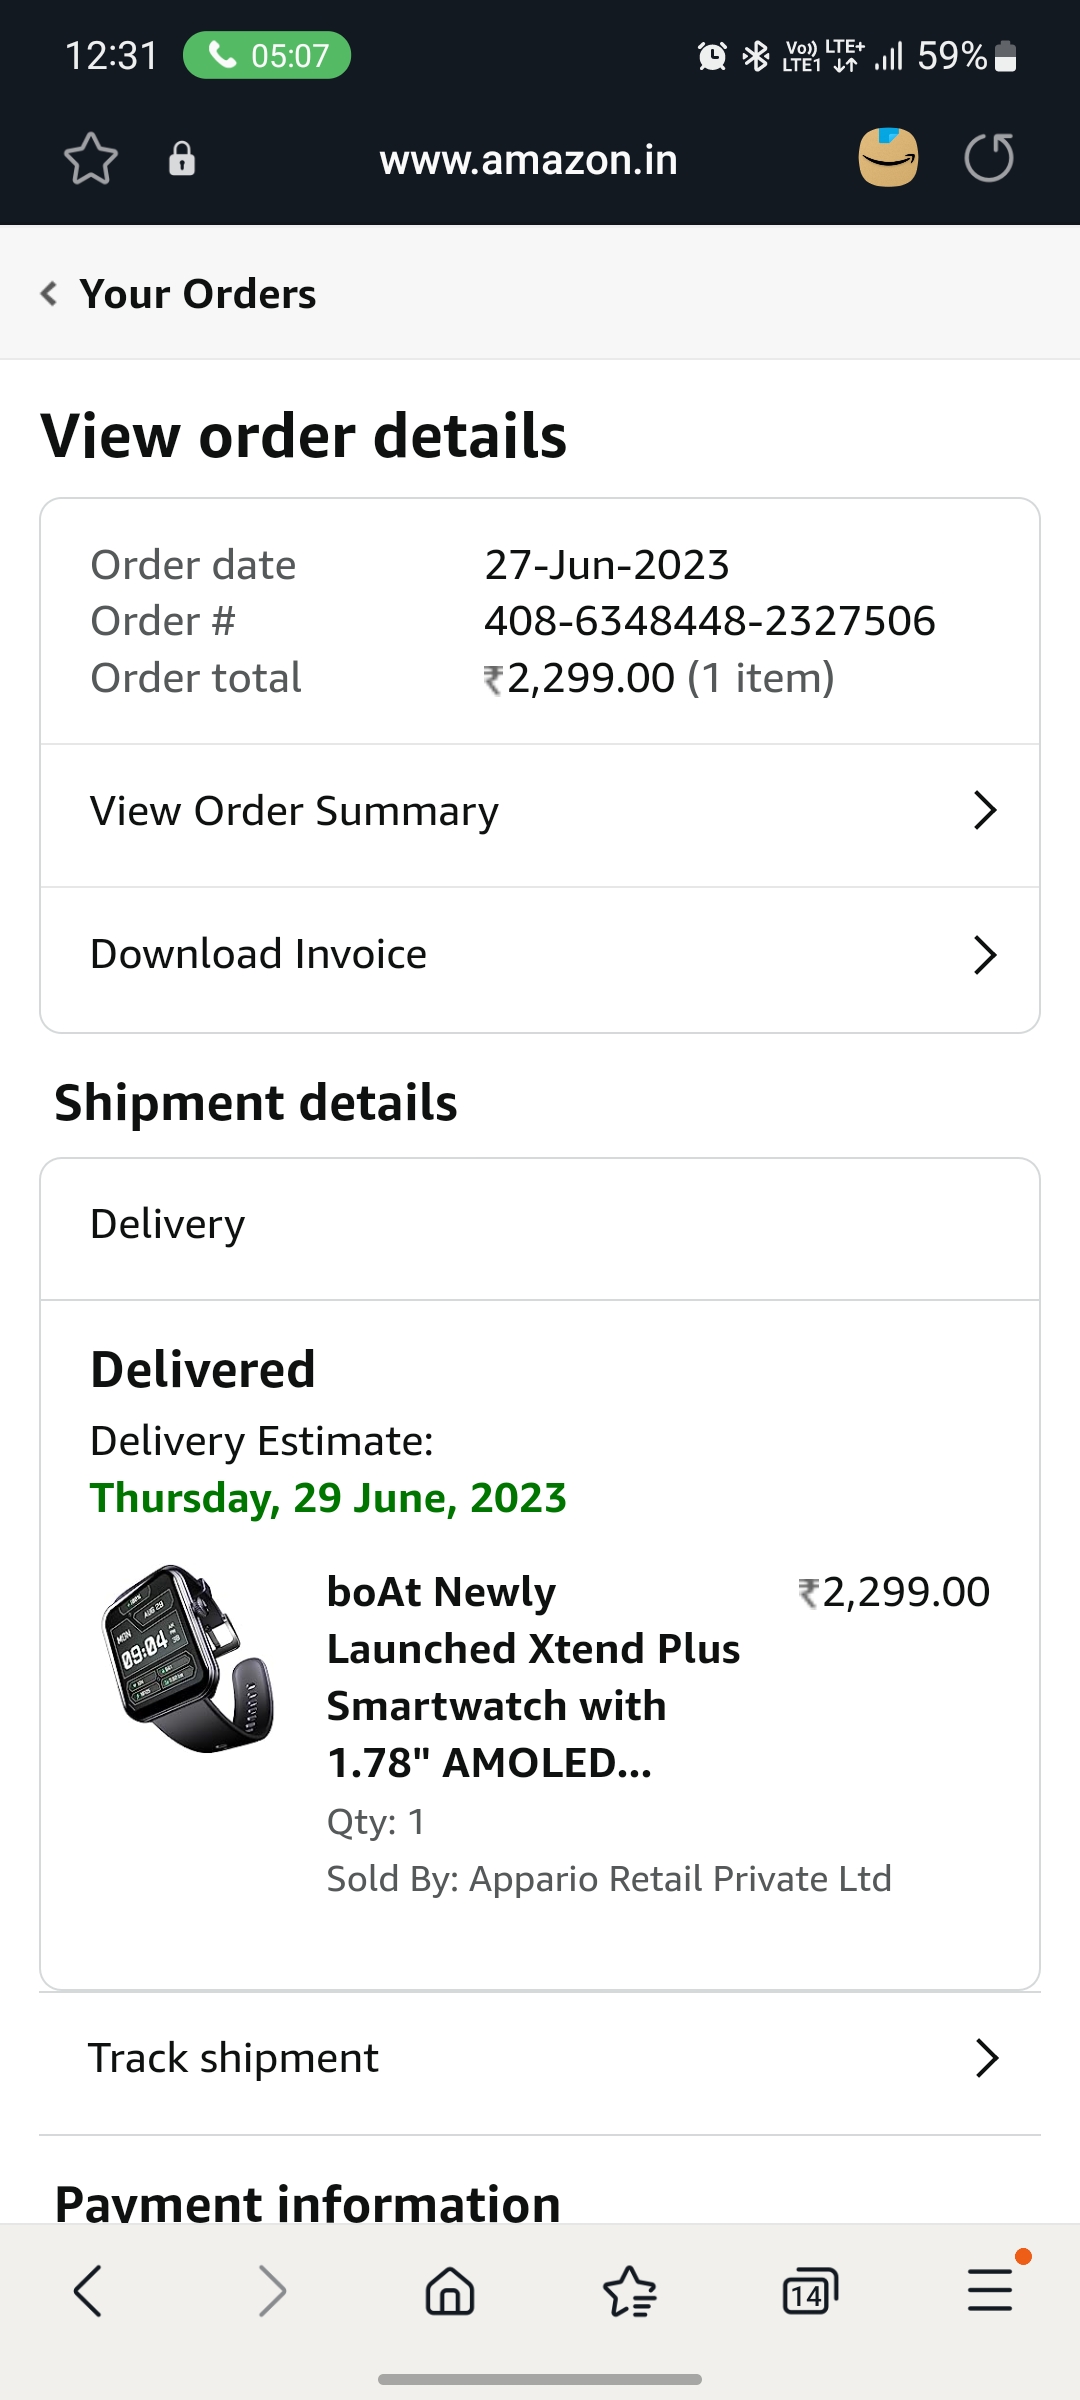 12:31 05:07 Vo)) LTE1 LTE+ 59%
www.amazon.in
Your Orders
View order details
Order date 27-Jun-2023
Order # 408-6348448-2327506
Order total ₹2,299.00 (1 item)
View Order Summary
Download Invoice
Shipment details
Delivery
Delivered
Delivery Estimate:
Thursday, 29 June, 2023
AUG 29
MON
09:04
boAt Newly ₹2,299.00
Launched Xtend Plus
Smartwatch with
1.78" AMOLED...
Qty: 1
Sold By: Appario Retail Private Ltd
Track shipment
Payment information
14